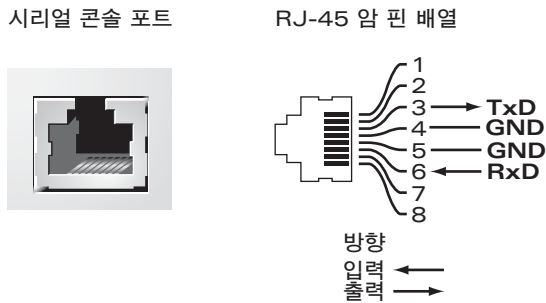 시리얼 콘솔 포트
RJ-45 암 핀 배열
1
2
3 TxD
4 GND
5 GND
6 RxD
7
8
방향
입력
출력